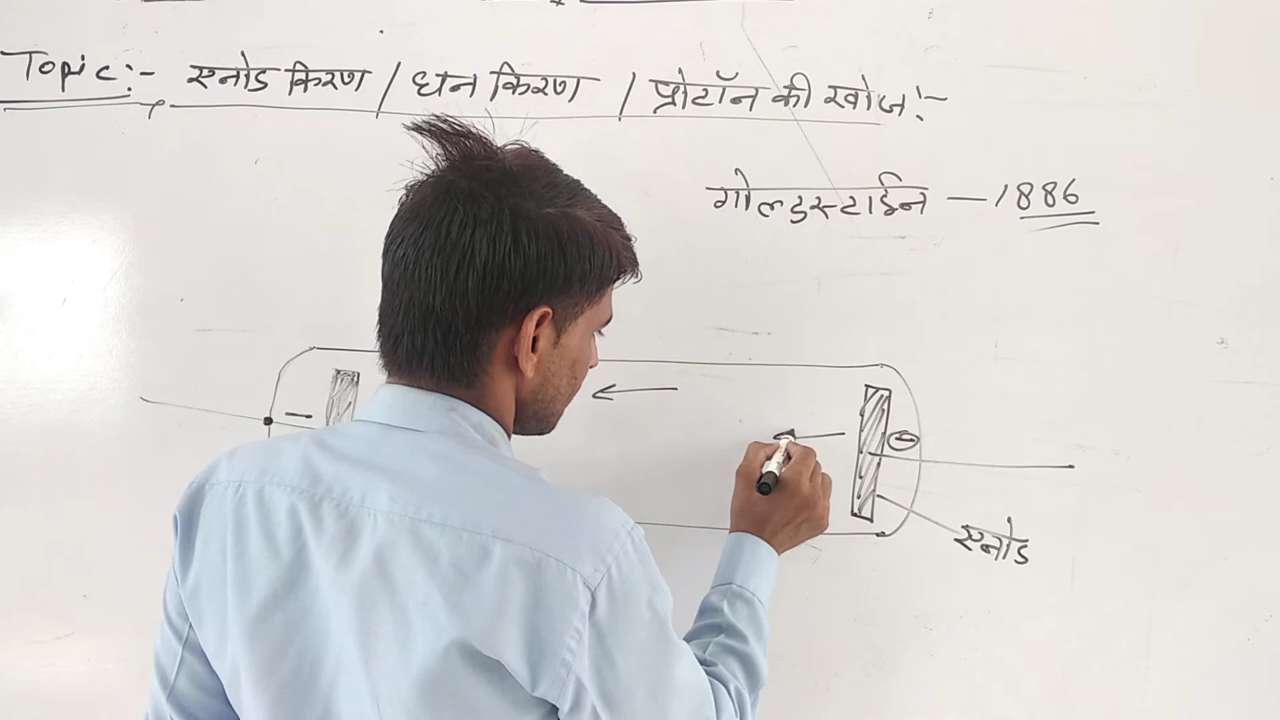 Topic:- एनोड किरण / धन किरण / प्रोटॉन की खोज:-
गोल्डस्टाईन — 1886
एनोड